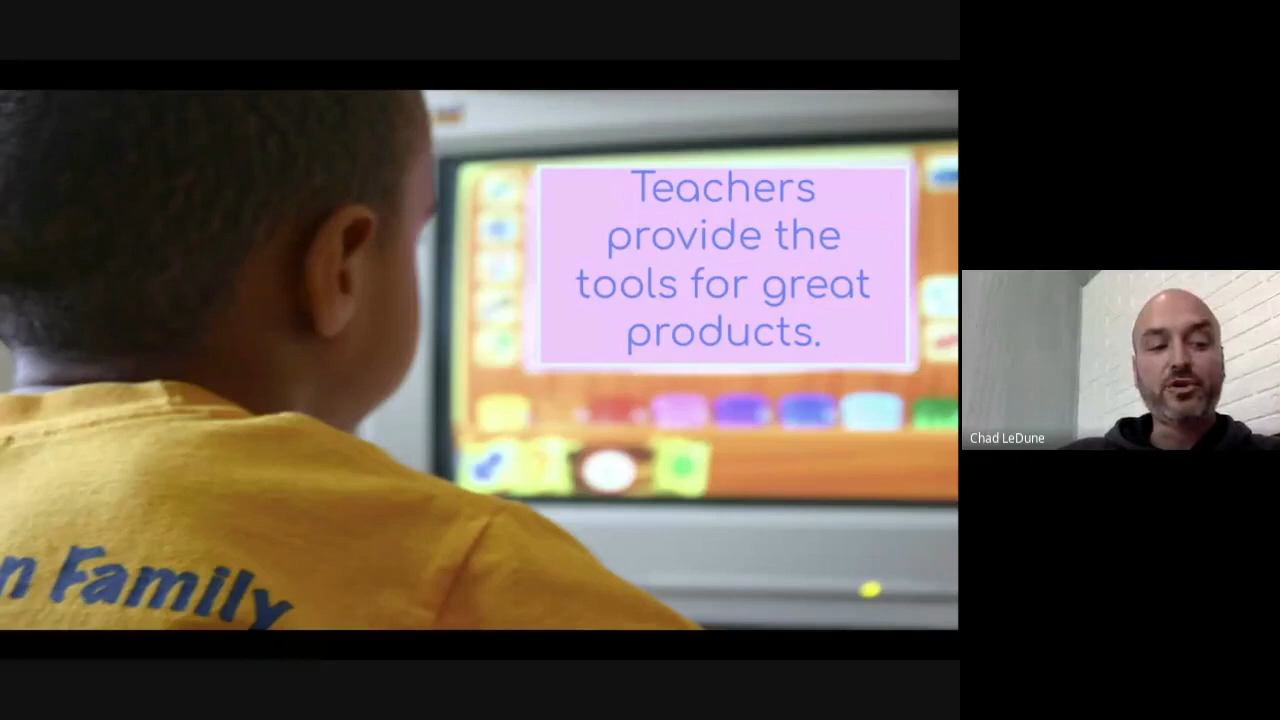 Teachers
provide the
tools for great
products.
n Family
Chad LeDune